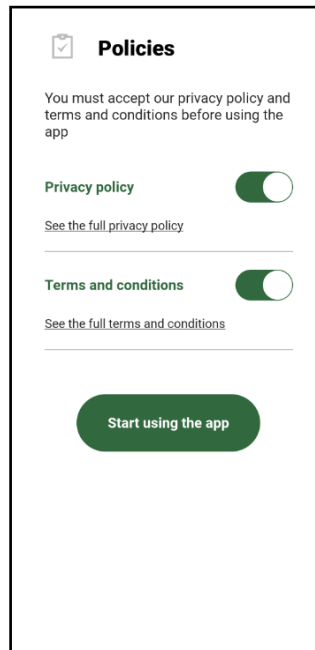 Policies
You must accept our privacy policy and
terms and conditions before using the
app
Privacy policy
See the full privacy policy
Terms and conditions
See the full terms and conditions
Start using the app